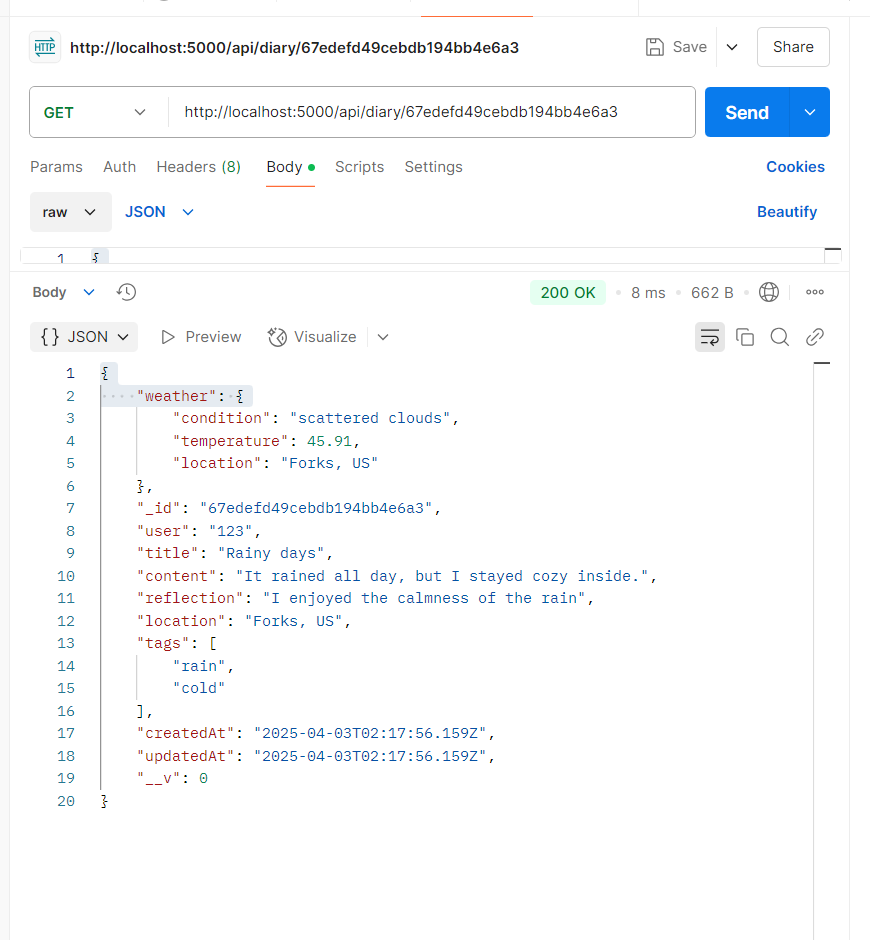 HTTP http://localhost:5000/api/diary/67edefd49cebdb194bb4e6a3 Save Share
GET http://localhost:5000/api/diary/67edefd49cebdb194bb4e6a3 Send
Params Auth Headers (8) Body Scripts Settings Cookies
raw JSON Beautify
1 {
Body 200 OK 8 ms 662 B
{} JSON Preview Visualize
1 {
2 "weather": {
3 "condition": "scattered clouds",
4 "temperature": 45.91,
5 "location": "Forks, US"
6 },
7 "_id": "67edefd49cebdb194bb4e6a3",
8 "user": "123",
9 "title": "Rainy days",
10 "content": "It rained all day, but I stayed cozy inside.",
11 "reflection": "I enjoyed the calmness of the rain",
12 "location": "Forks, US",
13 "tags": [
14 "rain",
15 "cold"
16 ],
17 "createdAt": "2025-04-03T02:17:56.159Z",
18 "updatedAt": "2025-04-03T02:17:56.159Z",
19 "__v": 0
20 }